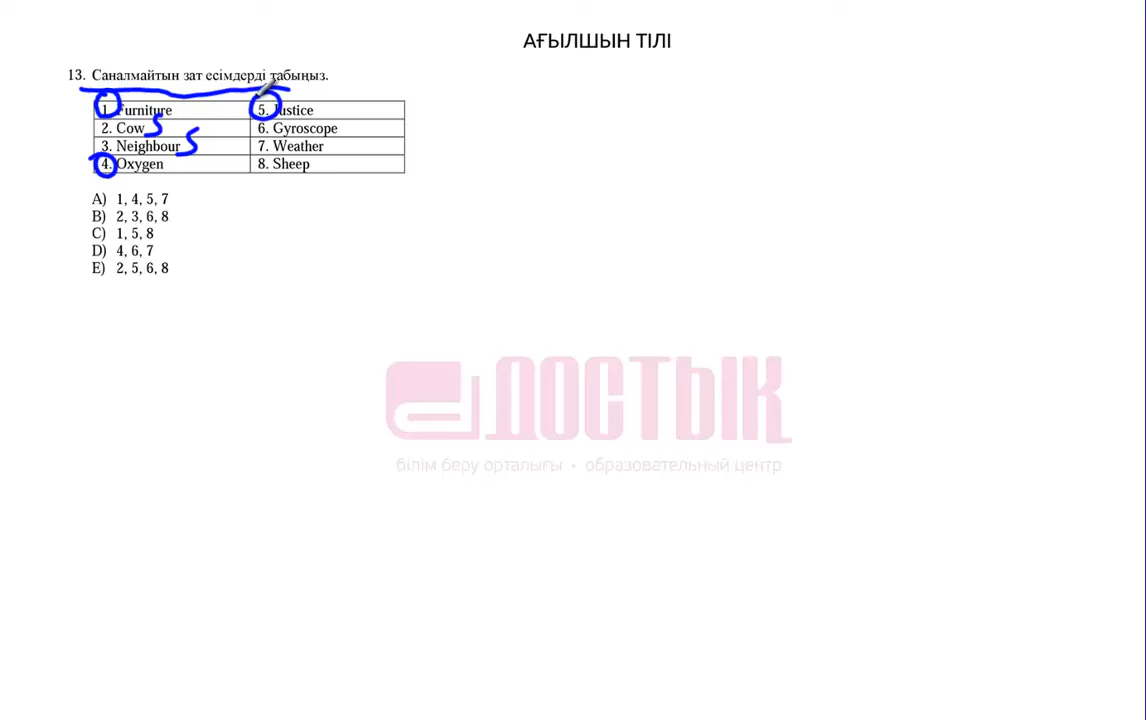 АҒЫЛШЫН ТІЛІ
13. Саналмайтын зат есімдерді табыңыз.
1. Furniture 5. Justice
2. Cow s 6. Gyroscope
3. Neighbour s 7. Weather
4. Oxygen 8. Sheep
A) 1, 4, 5, 7
B) 2, 3, 6, 8
C) 1, 5, 8
D) 4, 6, 7
E) 2, 5, 6, 8
ДОСТЫҚ
білім беру орталығы • образовательный центр